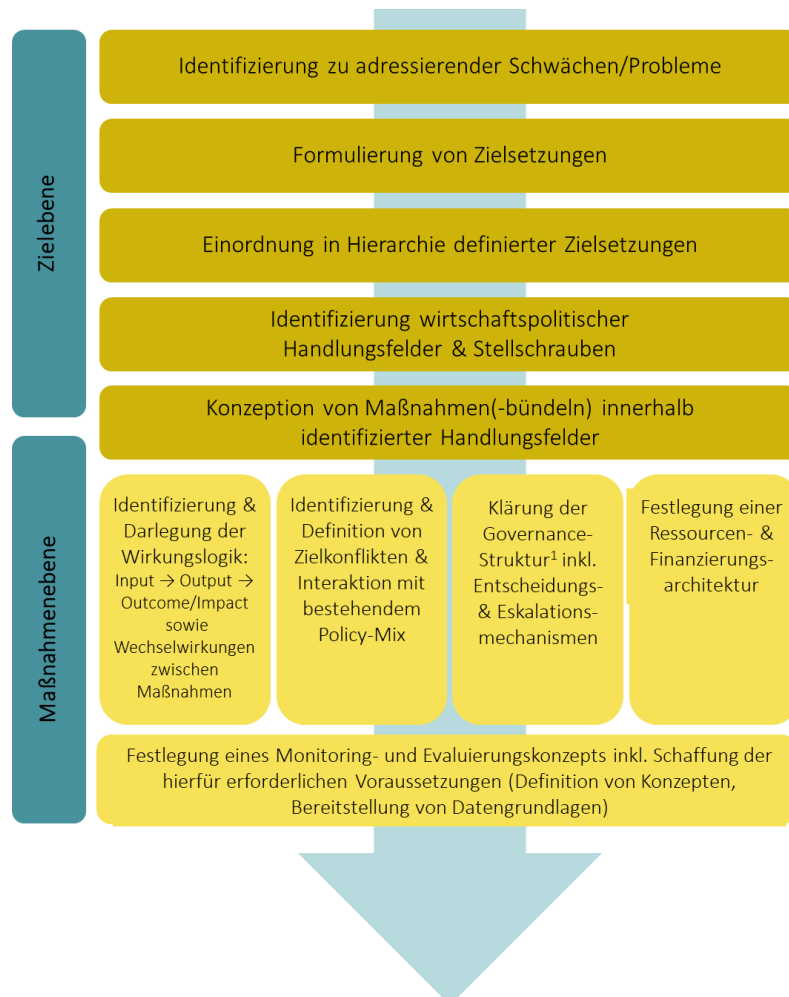 Zielebene
Identifizierung zu adressierender Schwächen/Probleme
Formulierung von Zielsetzungen
Einordnung in Hierarchie definierter Zielsetzungen
Identifizierung wirtschaftspolitischer
Handlungsfelder & Stellschrauben
Konzeption von Maßnahmen(-bündeln) innerhalb
identifizierter Handlungsfelder
Maßnahmenebene
Identifizierung &
Darlegung der
Wirkungslogik:
Input → Output →
Outcome/Impact
sowie
Wechselwirkungen
zwischen
Maßnahmen
Identifizierung &
Definition von
Zielkonflikten &
Interaktion mit
bestehendem
Policy-Mix
Klärung der
Governance-
Struktur¹ inkl.
Entscheidungs-
& Eskalations-
mechanismen
Festlegung einer
Ressourcen- &
Finanzierungs-
architektur
Festlegung eines Monitoring- und Evaluierungskonzepts inkl. Schaffung der
hierfür erforderlichen Voraussetzungen (Definition von Konzepten,
Bereitstellung von Datengrundlagen)